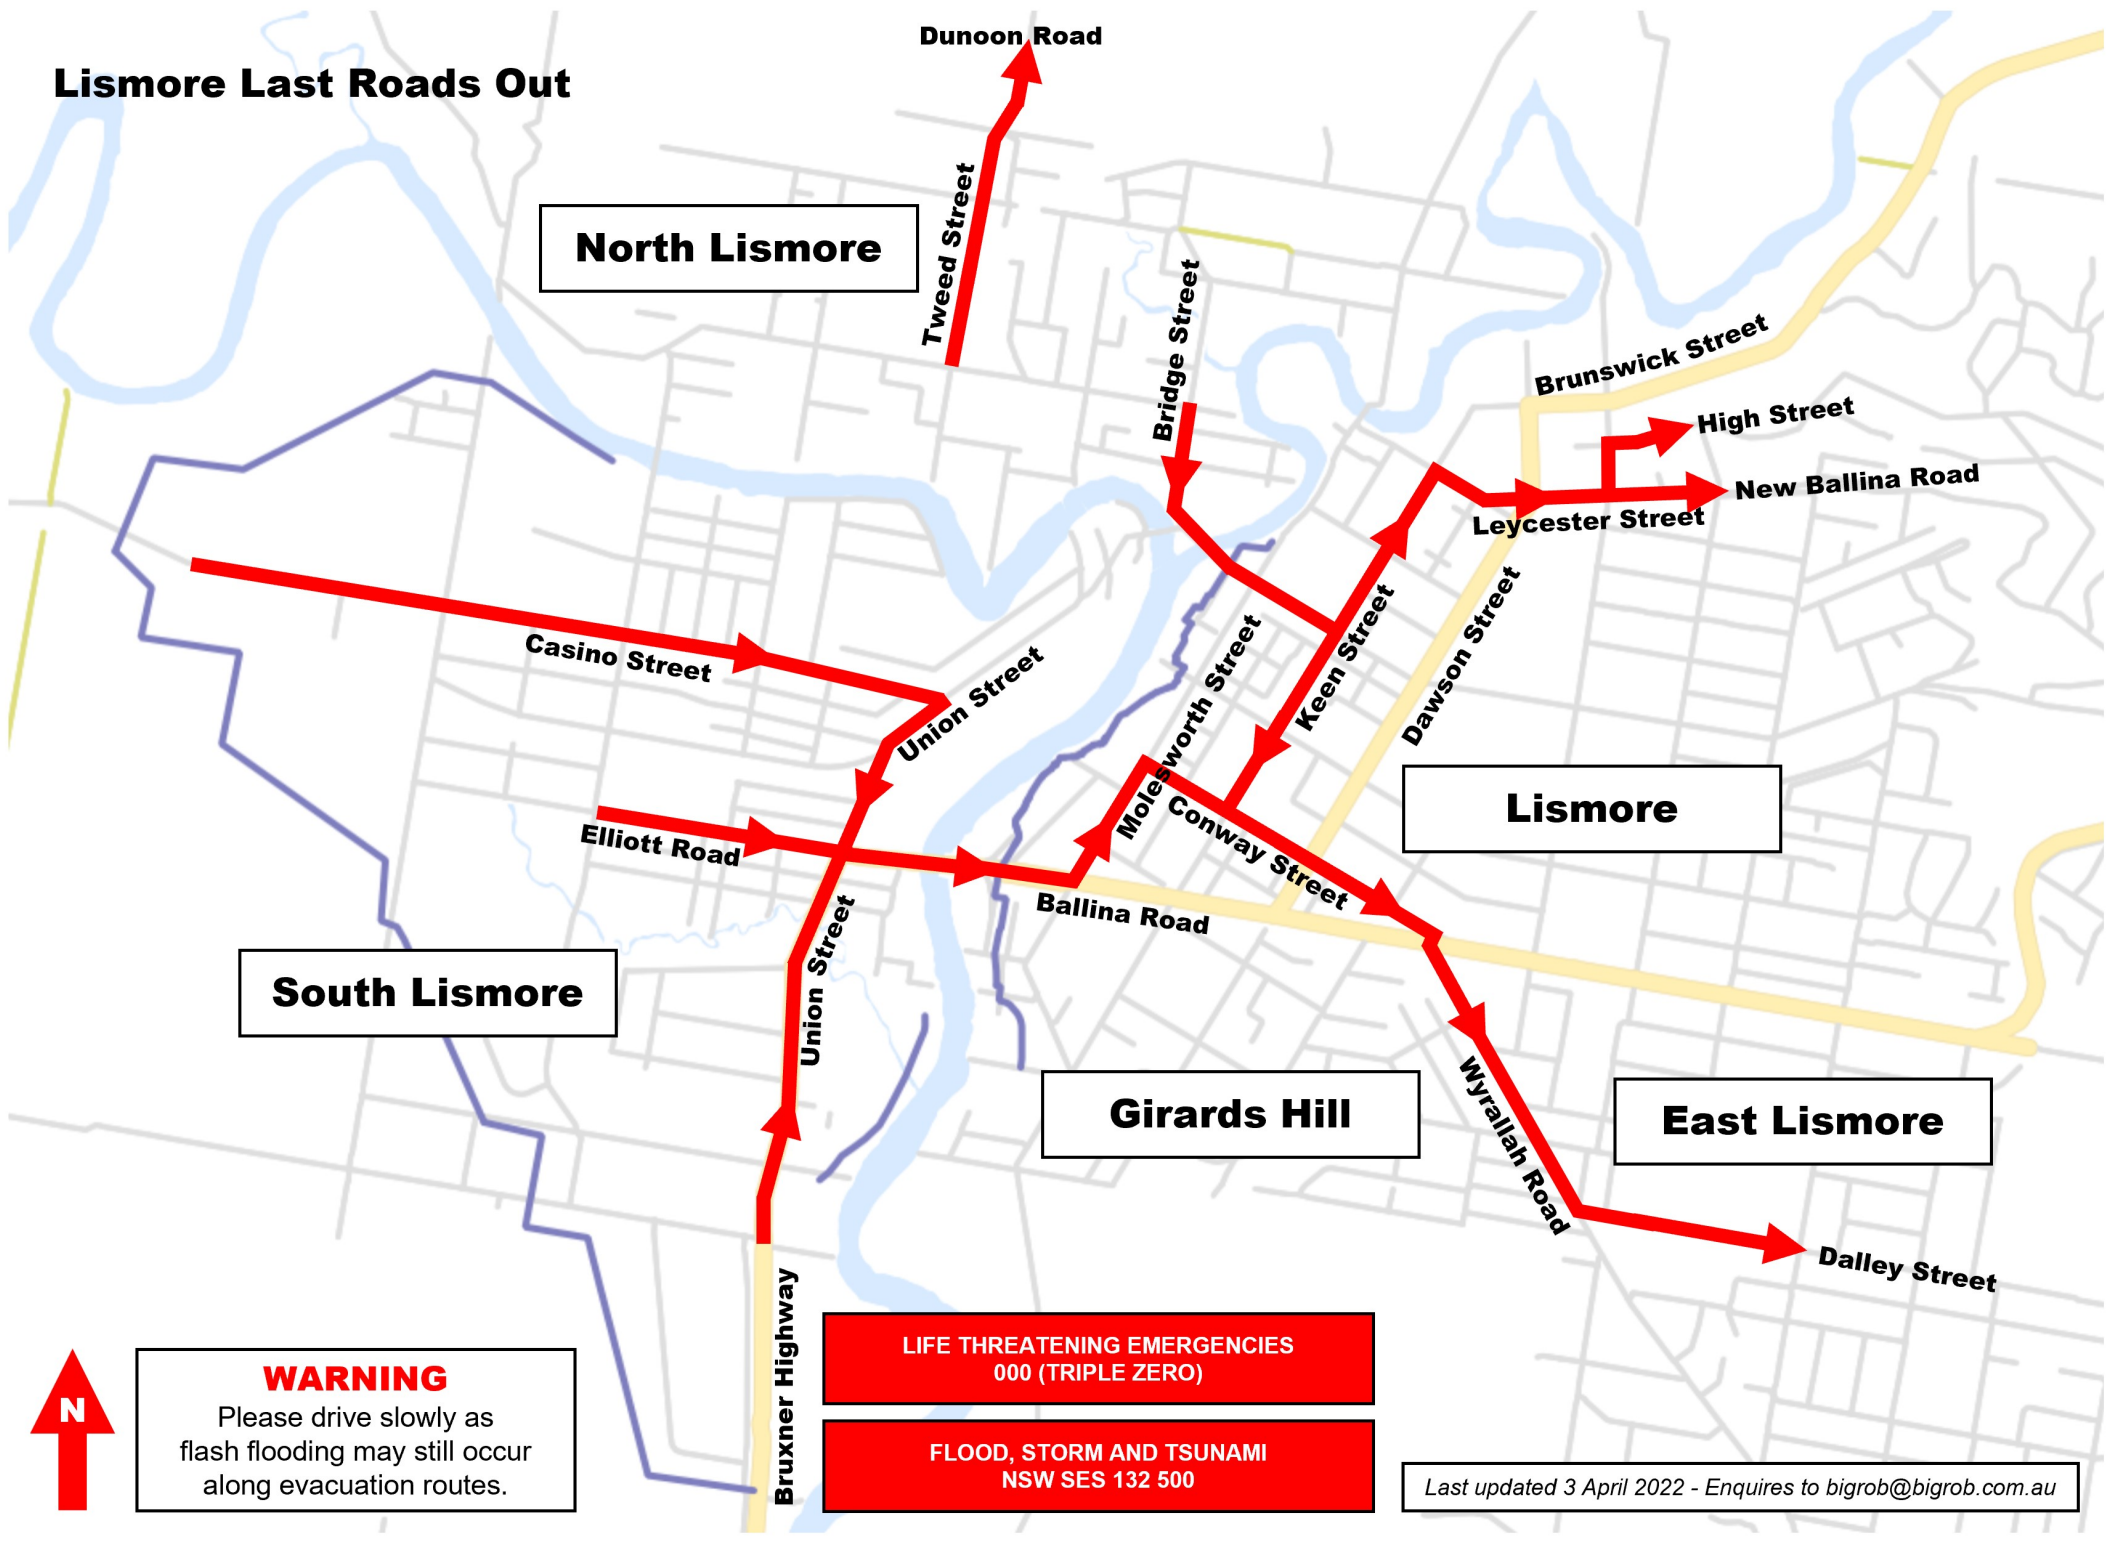 Dunoon Road
Lismore Last Roads Out
North Lismore
Tweed Street
Bridge Street
Brunswick Street
High Street
New Ballina Road
Leycester Street
Casino Street
Union Street
Molesworth Street
Keen Street
Dawson Street
Lismore
Elliott Road
Conway Street
Ballina Road
Union Street
South Lismore
Girards Hill
Wyrallah Road
East Lismore
Dalley Street
Bruxner Highway
N
WARNING
Please drive slowly as
flash flooding may still occur
along evacuation routes.
LIFE THREATENING EMERGENCIES
000 (TRIPLE ZERO)
FLOOD, STORM AND TSUNAMI
NSW SES 132 500
Last updated 3 April 2022 - Enquires to bigrob@bigrob.com.au